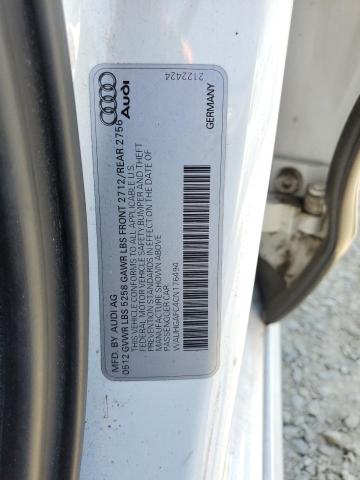 MFD. BY AUDI AG
0512 GVWR LBS 5258 GAWR LBS FRONT 2712/REAR 2756
THIS VEHICLE CONFORMS TO ALL APPLICABLE U.S.
FEDERAL MOTOR VEHICLE SAFETY BUMPER AND THEFT
PREVENTION STANDARDS IN EFFECT ON THE DATE OF
MANUFACTURE SHOWN ABOVE
PASSENGER CAR
WAUHGAFC4CN176494
Audi
GERMANY
2122424